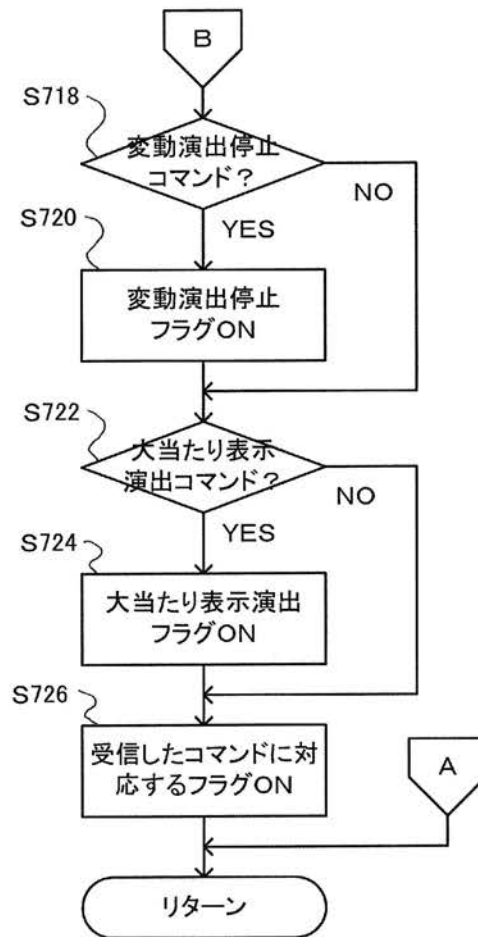 B
S718
変動演出停止
コマンド?
NO
YES
S720
変動演出停止
フラグON
S722
大当たり表示
演出コマンド?
NO
YES
S724
大当たり表示演出
フラグON
S726
受信したコマンドに対
応するフラグON
A
リターン